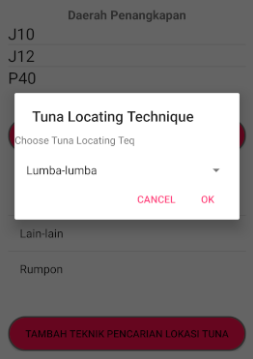 Daerah Penangkapan
J10
J12
P40
Tuna Locating Technique
Choose Tuna Locating Teq
Lumba-lumba
CANCEL OK
Lain-lain
Rumpon
TAMBAH TEKNIK PENCARIAN LOKASI TUNA